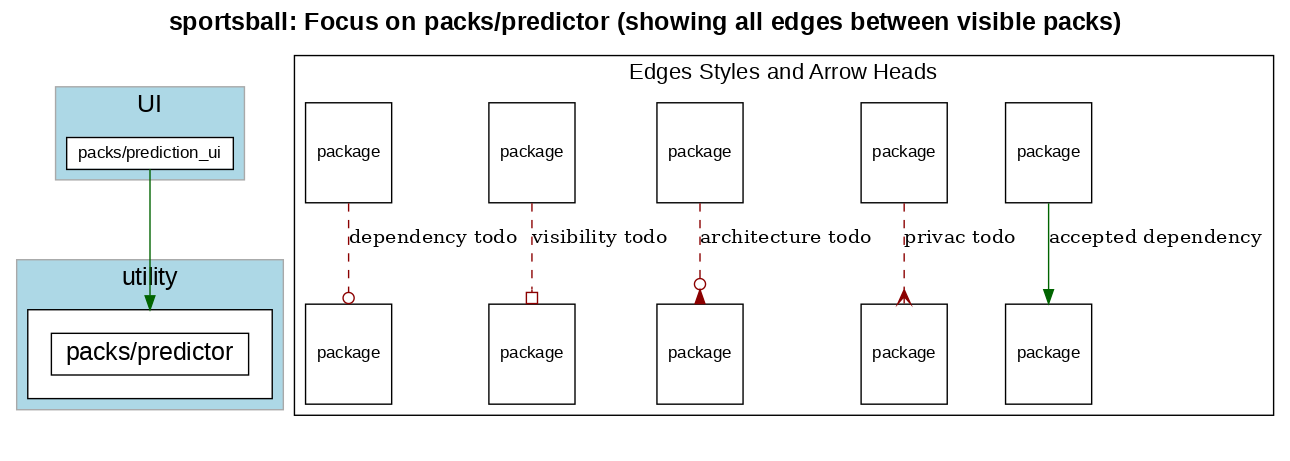 sportsball: Focus on packs/predictor (showing all edges between visible packs)
UI
packs/prediction_ui
utility
packs/predictor
Edges Styles and Arrow Heads
package
package
package
package
package
dependency todo
visibility todo
architecture todo
privac todo
accepted dependency
package
package
package
package
package